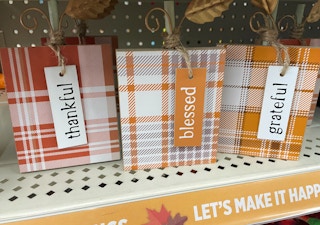 thankful
blessed
grateful
LET'S MAKE IT HAPP